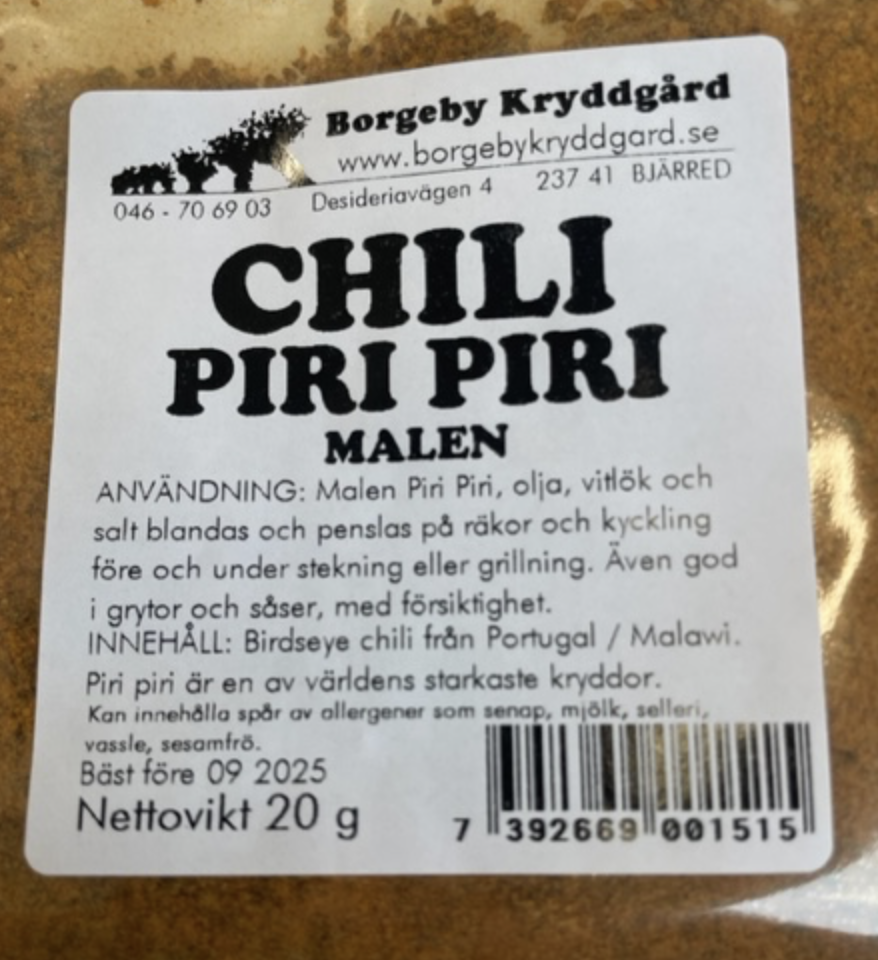 Borgeby Kryddgård
www.borgebykryddgard.se
046 - 70 69 03 Desideriavägen 4 237 41 BJÄRRED
CHILI
PIRI PIRI
MALEN
ANVÄNDNING: Malen Piri Piri, olja, vitlök och
salt blandas och penslas på räkor och kyckling
före och under stekning eller grillning. Även god
i grytor och såser, med försiktighet.
INNEHÅLL: Birdseye chili från Portugal / Malawi.
Piri piri är en av världens starkaste kryddor.
Kan innehålla spår av allergener som senap, mjölk, selleri,
vassle, sesamfrö.
Bäst före 09 2025
Nettovikt 20 g
7 392669 001515